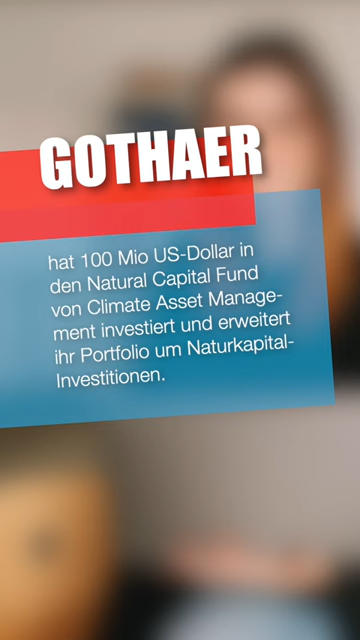 GOTHAER
hat 100 Mio US-Dollar in
den Natural Capital Fund
von Climate Asset Manage-
ment investiert und erweitert
ihr Portfolio um Naturkapital-
Investitionen.